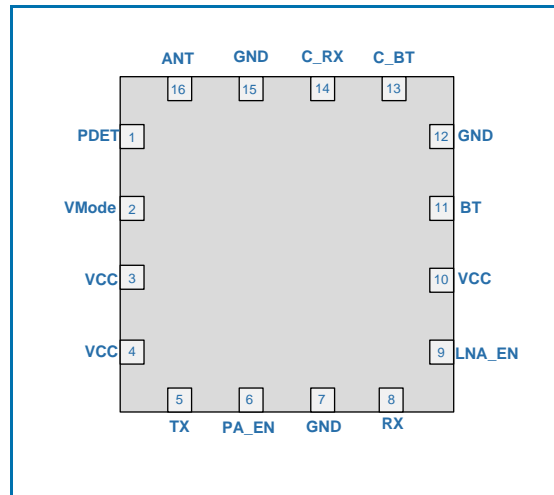 ANT GND C_RX C_BT
16 15 14 13
PDET 1 12 GND
VMode 2 11 BT
VCC 3 10 VCC
VCC 4 9 LNA_EN
5 6 7 8
TX PA_EN GND RX